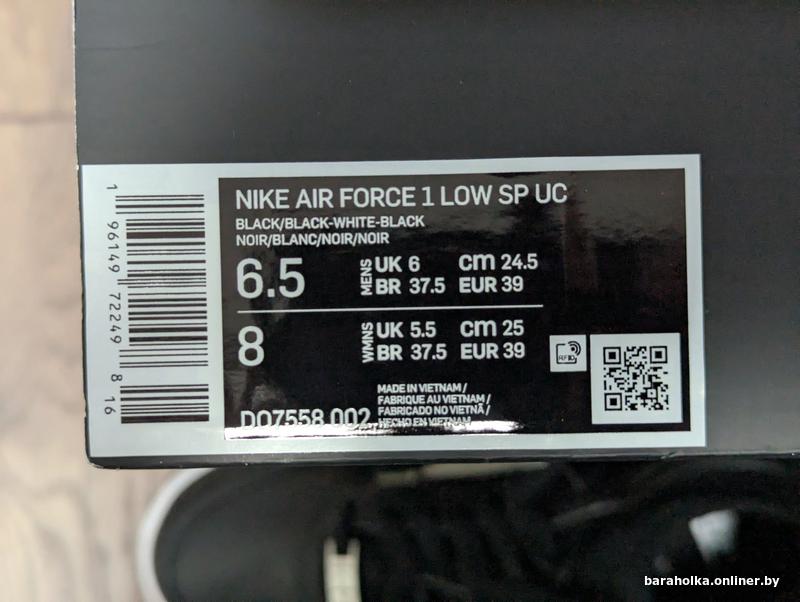 NIKE AIR FORCE 1 LOW SP UC
BLACK/BLACK-WHITE-BLACK
NOIR/BLANC/NOIR/NOIR
6.5
MENS
UK 6 cm 24.5
BR 37.5 EUR 39
8
WMNS
UK 5.5 cm 25
BR 37.5 EUR 39
RFID
MADE IN VIETNAM /
FABRIQUE AU VIETNAM /
FABRICADO NO VIETNÃ /
HECHO EN VIETNAM
DO7558 002
1 96149 72249 8 16
baraholka.onliner.by